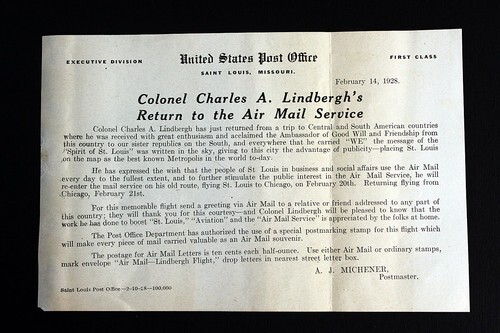 EXECUTIVE DIVISION
United States Post Office
FIRST CLASS
SAINT LOUIS, MISSOURI.
February 14, 1928.
Colonel Charles A. Lindbergh's
Return to the Air Mail Service
Colonel Charles A. Lindbergh has just returned from a trip to Central and South American countries
where he was received with great enthusiasm and acclaimed the Ambassador of Good Will and Friendship from
this country to our sister republics on the South, and everywhere that he carried "WE" the message of the
"Spirit of St. Louis" was written in the sky, giving to this city the advantage of publicity—placing St. Louis
on the map as the best known Metropolis in the world to-day.
He has expressed the wish that the people of St Louis in business and social affairs use the Air Mail
every day to the fullest extent, and to further stimulate the public interest in the Air Mail Service, he will
re-enter the mail service on his old route, flying St Louis to Chicago, on February 20th. Returning flying from
Chicago, February 21st.
For this memorable flight send a greeting via Air Mail to a relative or friend addressed to any part of
this country; they will thank you for this courtesy—and Colonel Lindbergh will be pleased to know that the
work he has done to boost "St. Louis," "Aviation" and the "Air Mail Service" is appreciated by the folks at home.
The Post Office Department has authorized the use of a special postmarking stamp for this flight which
will make every piece of mail carried valuable as an Air Mail souvenir.
The postage for Air Mail Letters is ten cents each half-ounce. Use either Air Mail or ordinary stamps,
mark envelope "Air Mail—Lindbergh Flight," drop letters in nearest street letter box.
A. J. MICHENER,
Postmaster.
Saint Louis Post Office—2-10-28—100,000